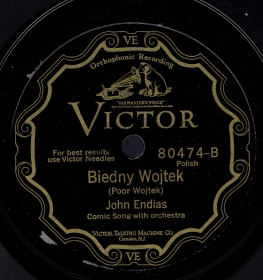 VE
Orthophonic Recording
"HIS MASTER'S VOICE"
VICTOR
For best results
use Victor Needles
80474-B
Polish
Biedny Wojtek
(Poor Wojtek)
John Endias
Comic Song with orchestra
VICTOR TALKING MACHINE CO.
Camden, N.J.
VE